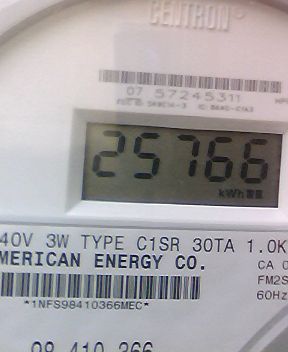 CENTRON®
07 57245311
25766
kWh
40V 3W TYPE C1SR 30TA 1.0K
MERICAN ENERGY CO.
CA 0
FM2S
*1NFS98410366MEC*
60Hz
98 410 366